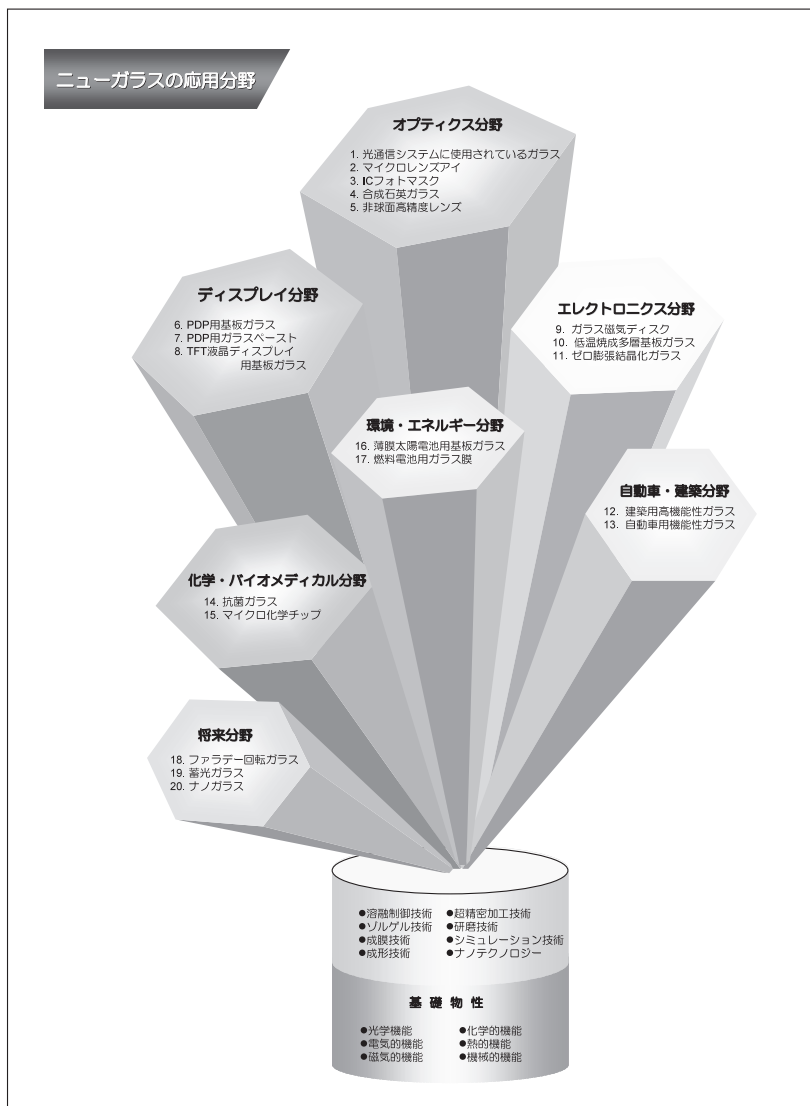 ニューガラスの応用分野
オプティクス分野
1. 光通信システムに使用されているガラス
2. マイクロレンズアイ
3. ICフォトマスク
4. 合成石英ガラス
5. 非球面高精度レンズ
ディスプレイ分野
6. PDP用基板ガラス
7. PDP用ガラスペースト
8. TFT液晶ディスプレイ
用基板ガラス
エレクトロニクス分野
9. ガラス磁気ディスク
10. 低温焼成多層基板ガラス
11. ゼロ膨張結晶化ガラス
環境・エネルギー分野
16. 薄膜太陽電池用基板ガラス
17. 燃料電池用ガラス膜
自動車・建築分野
12. 建築用高機能性ガラス
13. 自動車用機能性ガラス
化学・バイオメディカル分野
14. 抗菌ガラス
15. マイクロ化学チップ
将来分野
18. ファラデー回転ガラス
19. 蓄光ガラス
20. ナノガラス
●溶融制御技術 ●超精密加工技術
●ゾルゲル技術 ●研磨技術
●成膜技術 ●シミュレーション技術
●成形技術 ●ナノテクノロジー
基礎物性
●光学機能 ●化学的機能
●電気的機能 ●熱的機能
●磁気的機能 ●機械的機能